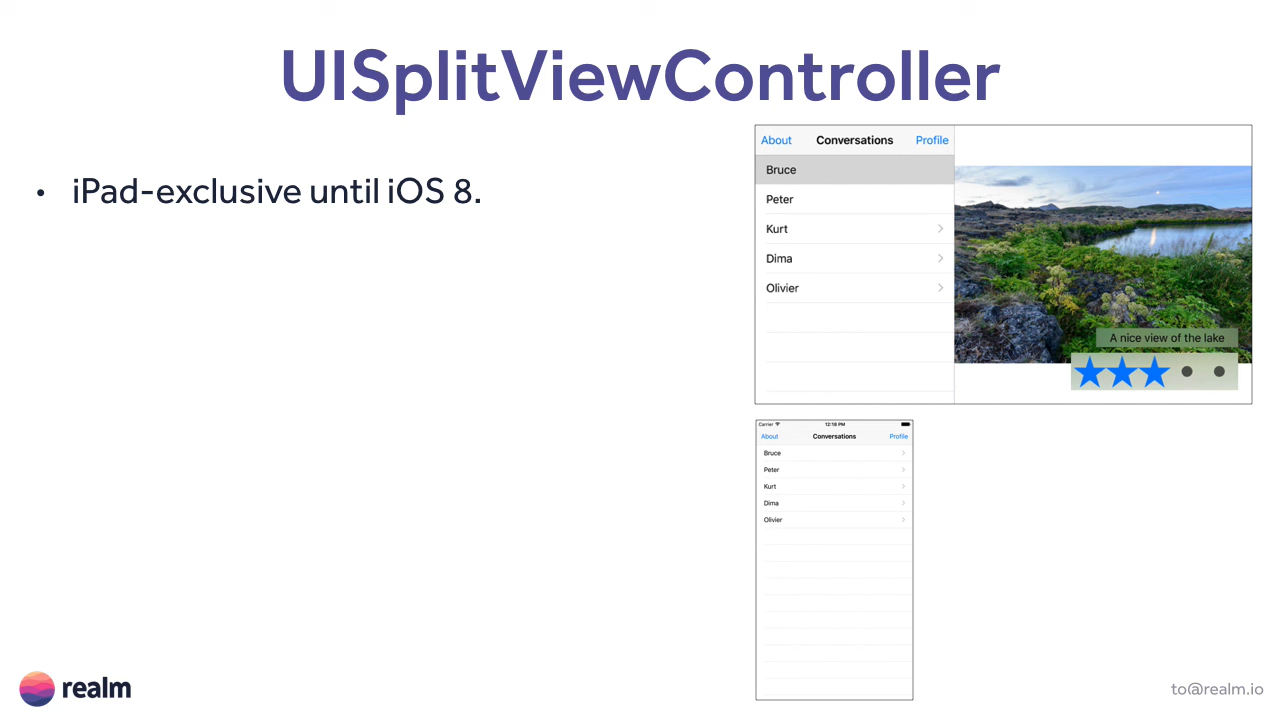 UISplitViewController
• iPad-exclusive until iOS 8.
About Conversations Profile
Bruce
Peter
Kurt
Dima
Olivier
A nice view of the lake
Carrier 12:18 PM
About Conversations Profile
Bruce
Peter
Kurt
Dima
Olivier
realm
to@realm.io